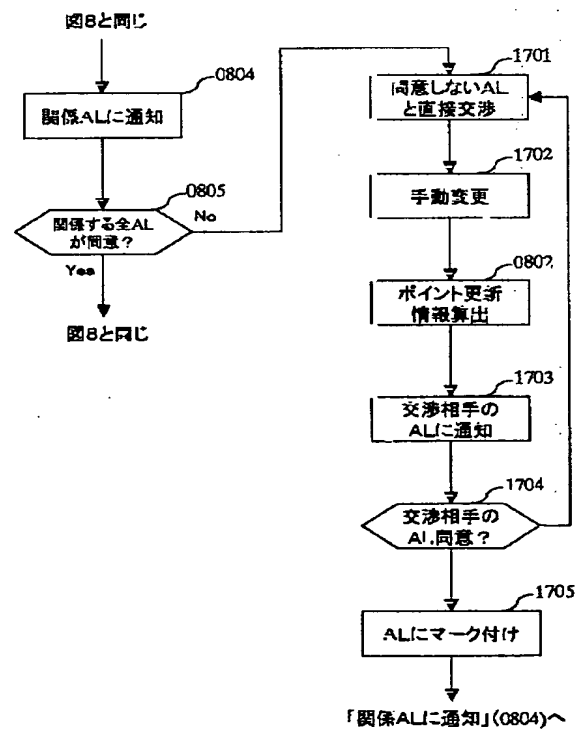 図8と同じ
0804
関係ALに通知
0805
関係する全AL
が同意?
No
Yes
図8と同じ
1701
同意しないAL
と直接交渉
1702
手動変更
0802
ポイント更新
情報算出
1703
交渉相手の
ALに通知
1704
交渉相手の
AL同意?
1705
ALにマーク付け
「関係ALに通知」(0804)へ